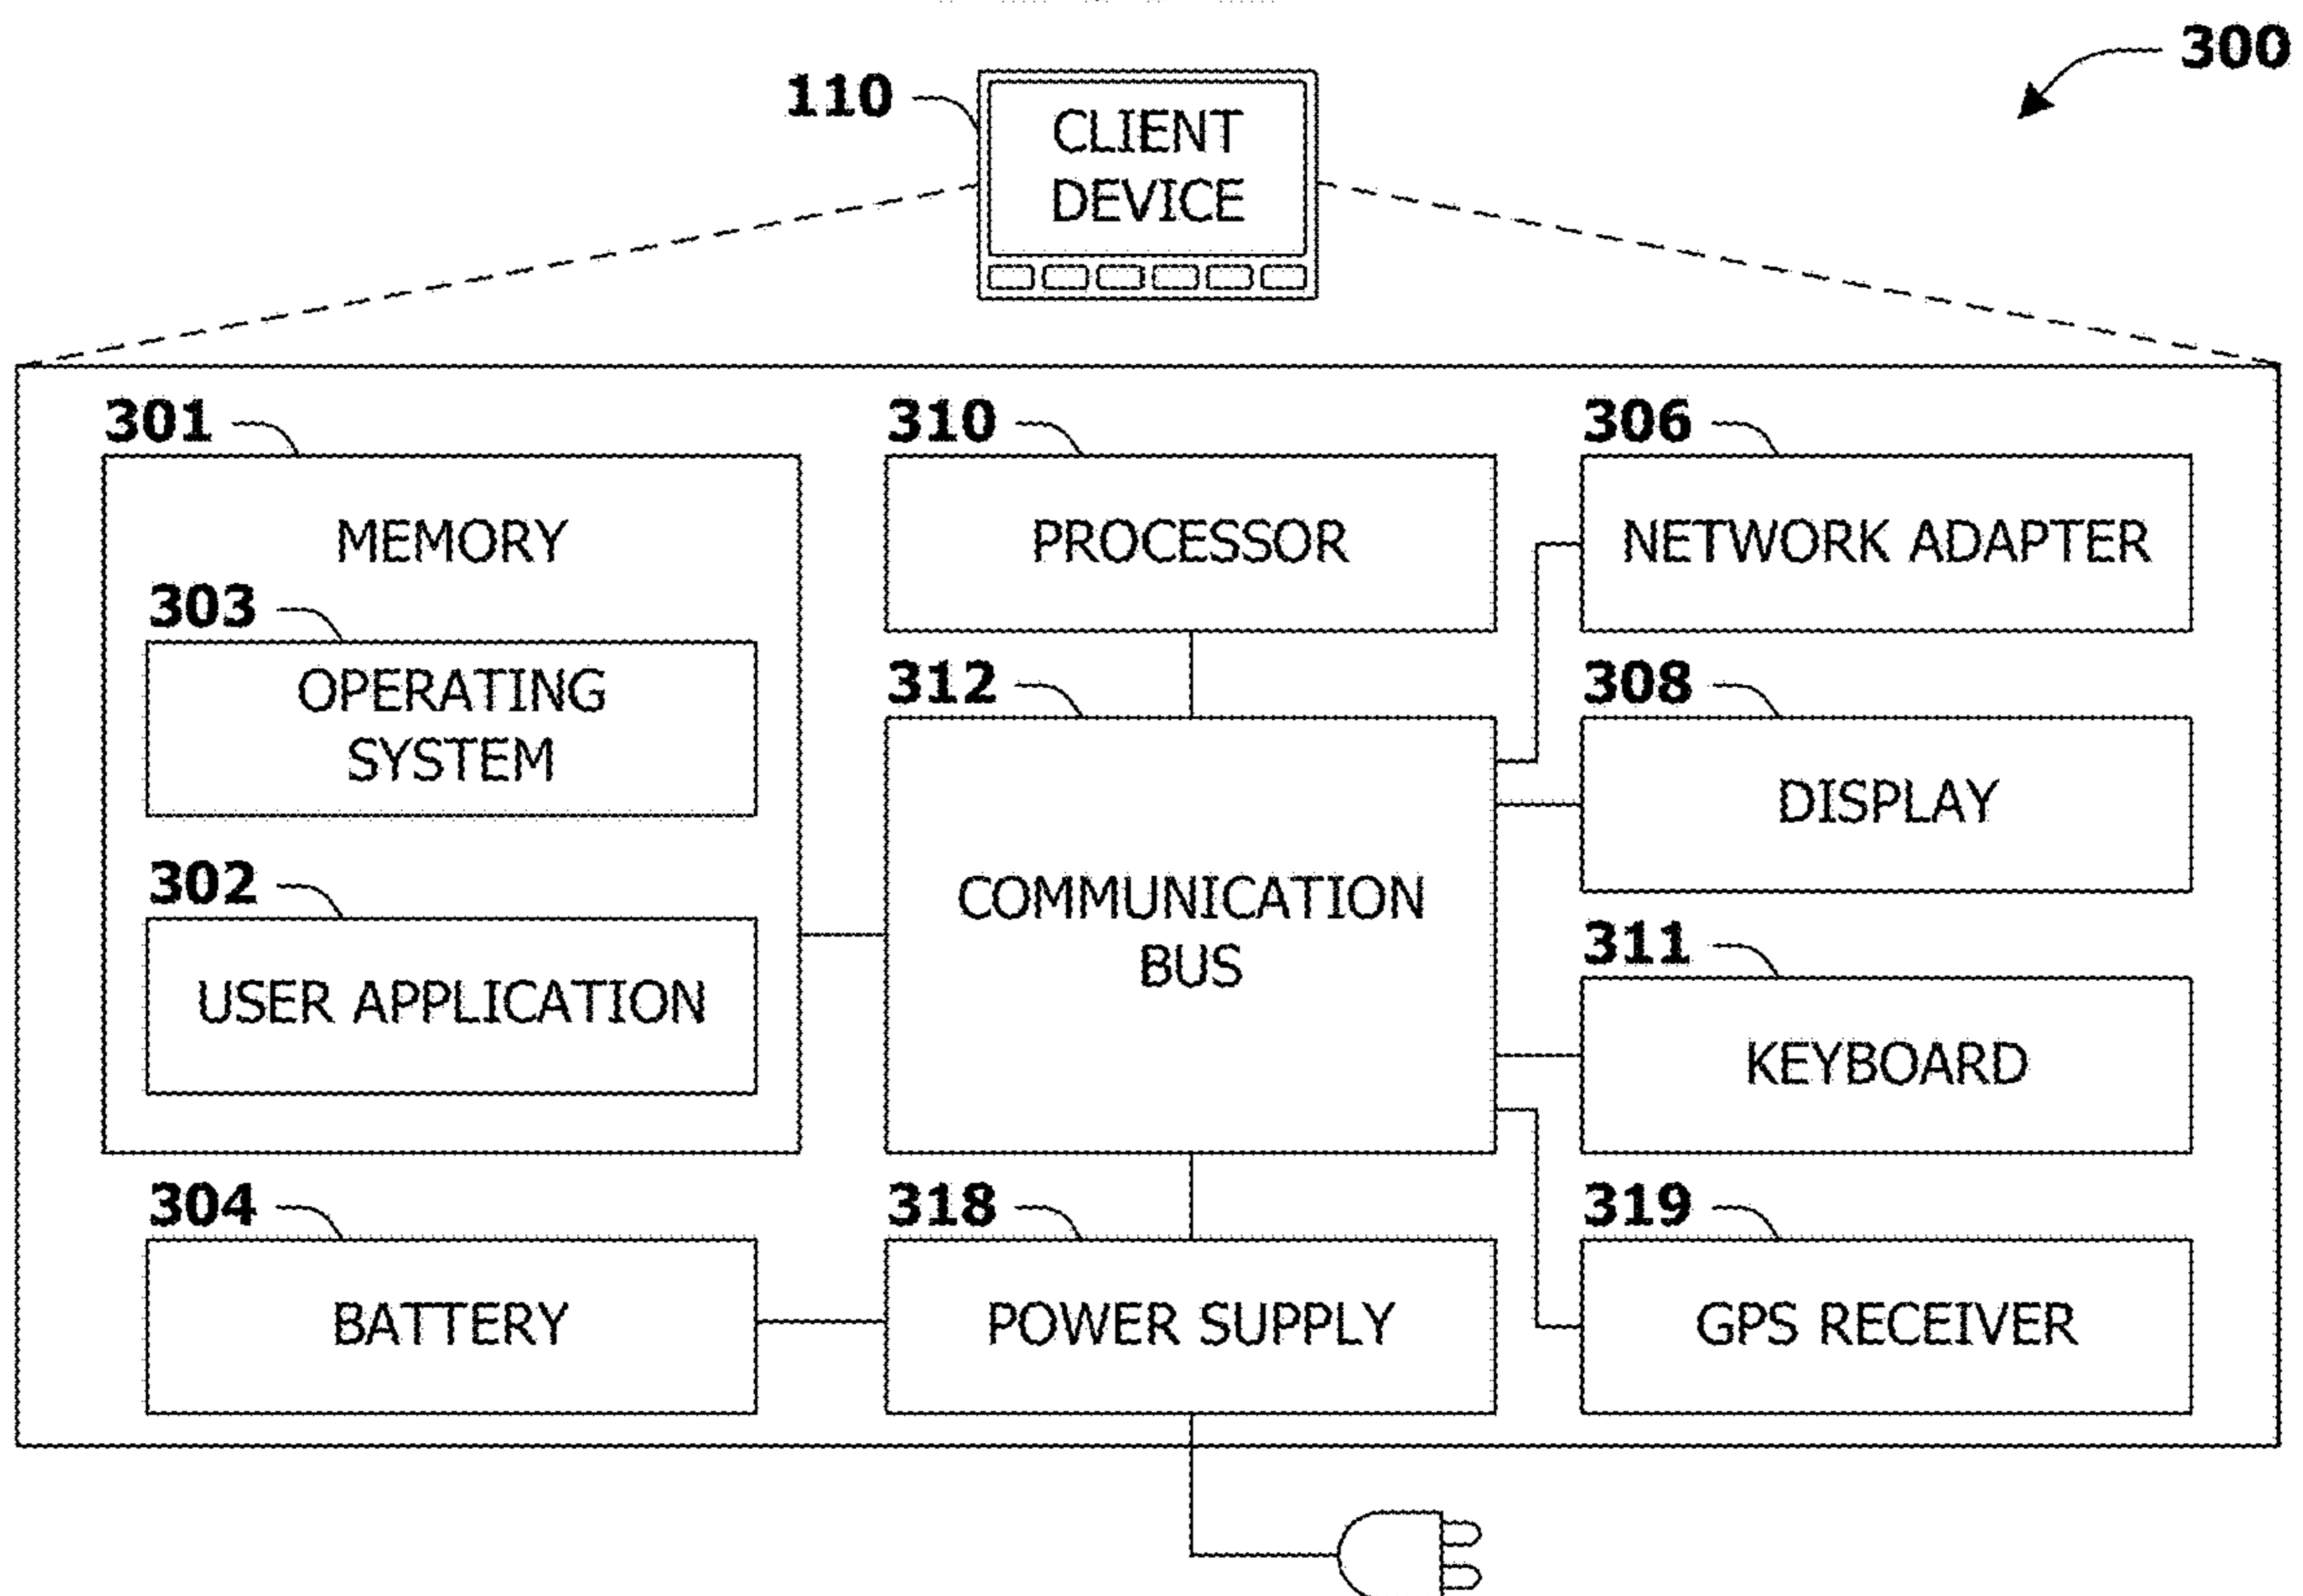 300
110
CLIENT
DEVICE
301
MEMORY
303
OPERATING
SYSTEM
302
USER APPLICATION
304
BATTERY
310
PROCESSOR
312
COMMUNICATION
BUS
318
POWER SUPPLY
306
NETWORK ADAPTER
308
DISPLAY
311
KEYBOARD
319
GPS RECEIVER